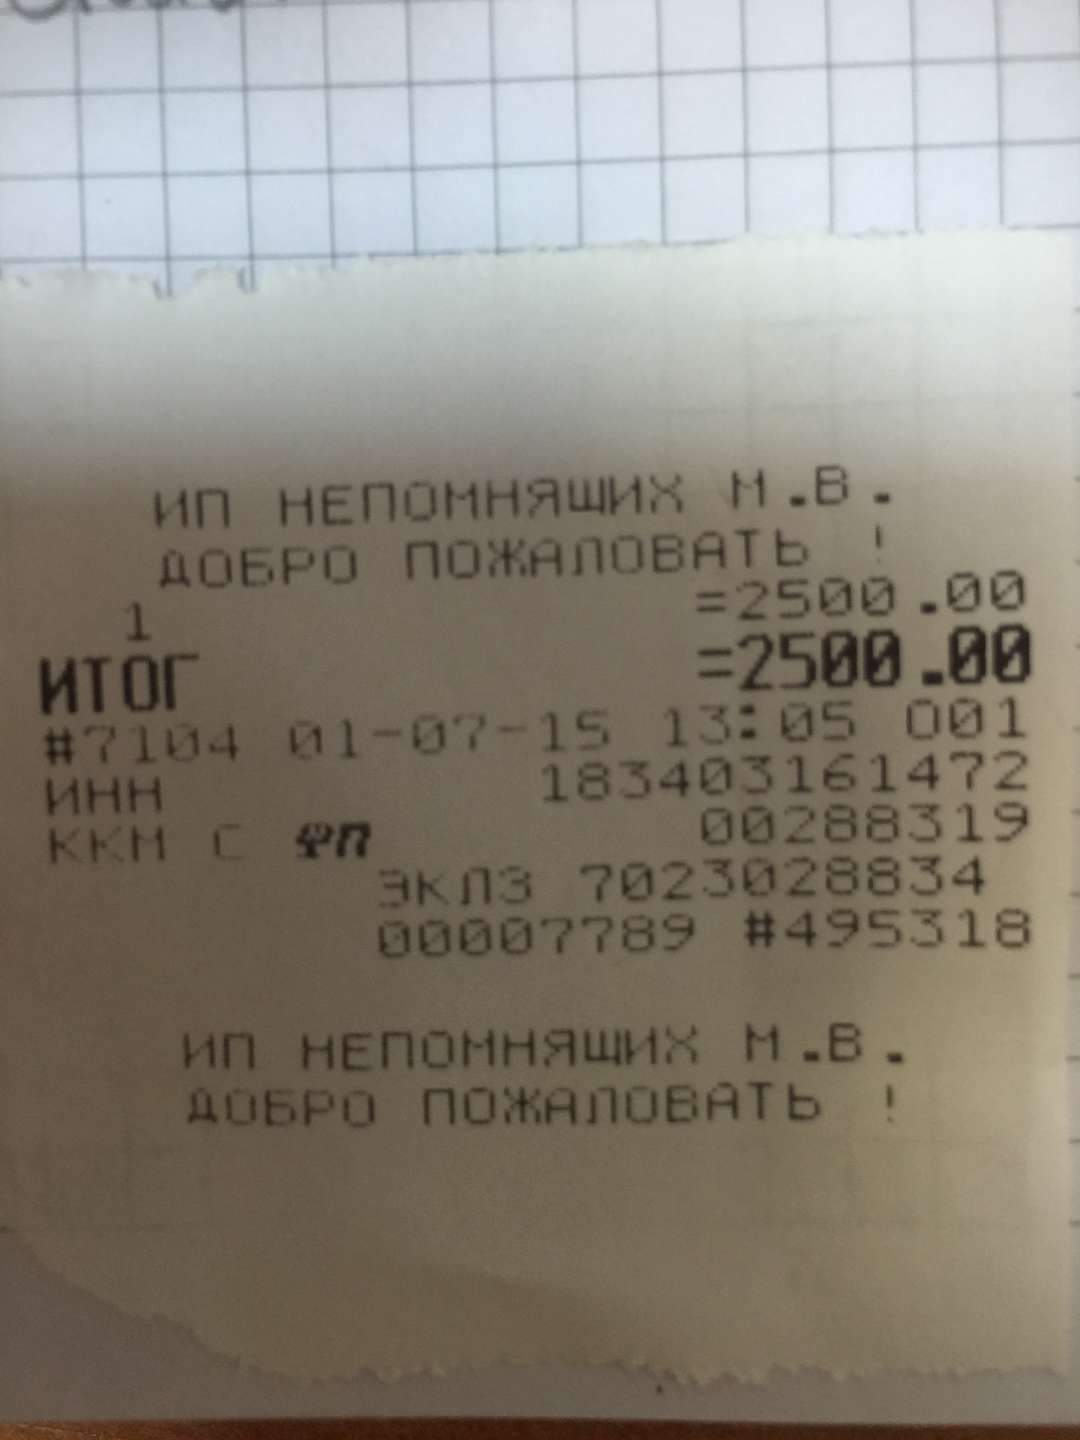 ИП НЕПОМНЯЩИХ М.В.
ДОБРО ПОЖАЛОВАТЬ !
1 =2500.00
ИТОГ =2500.00
#7104 01-07-15 13:05 001
ИНН 183403161472
ККМ С ФП 00288319
ЭКЛЗ 7023028834
00007789 #495318
ИП НЕПОМНЯЩИХ М.В.
ДОБРО ПОЖАЛОВАТЬ !